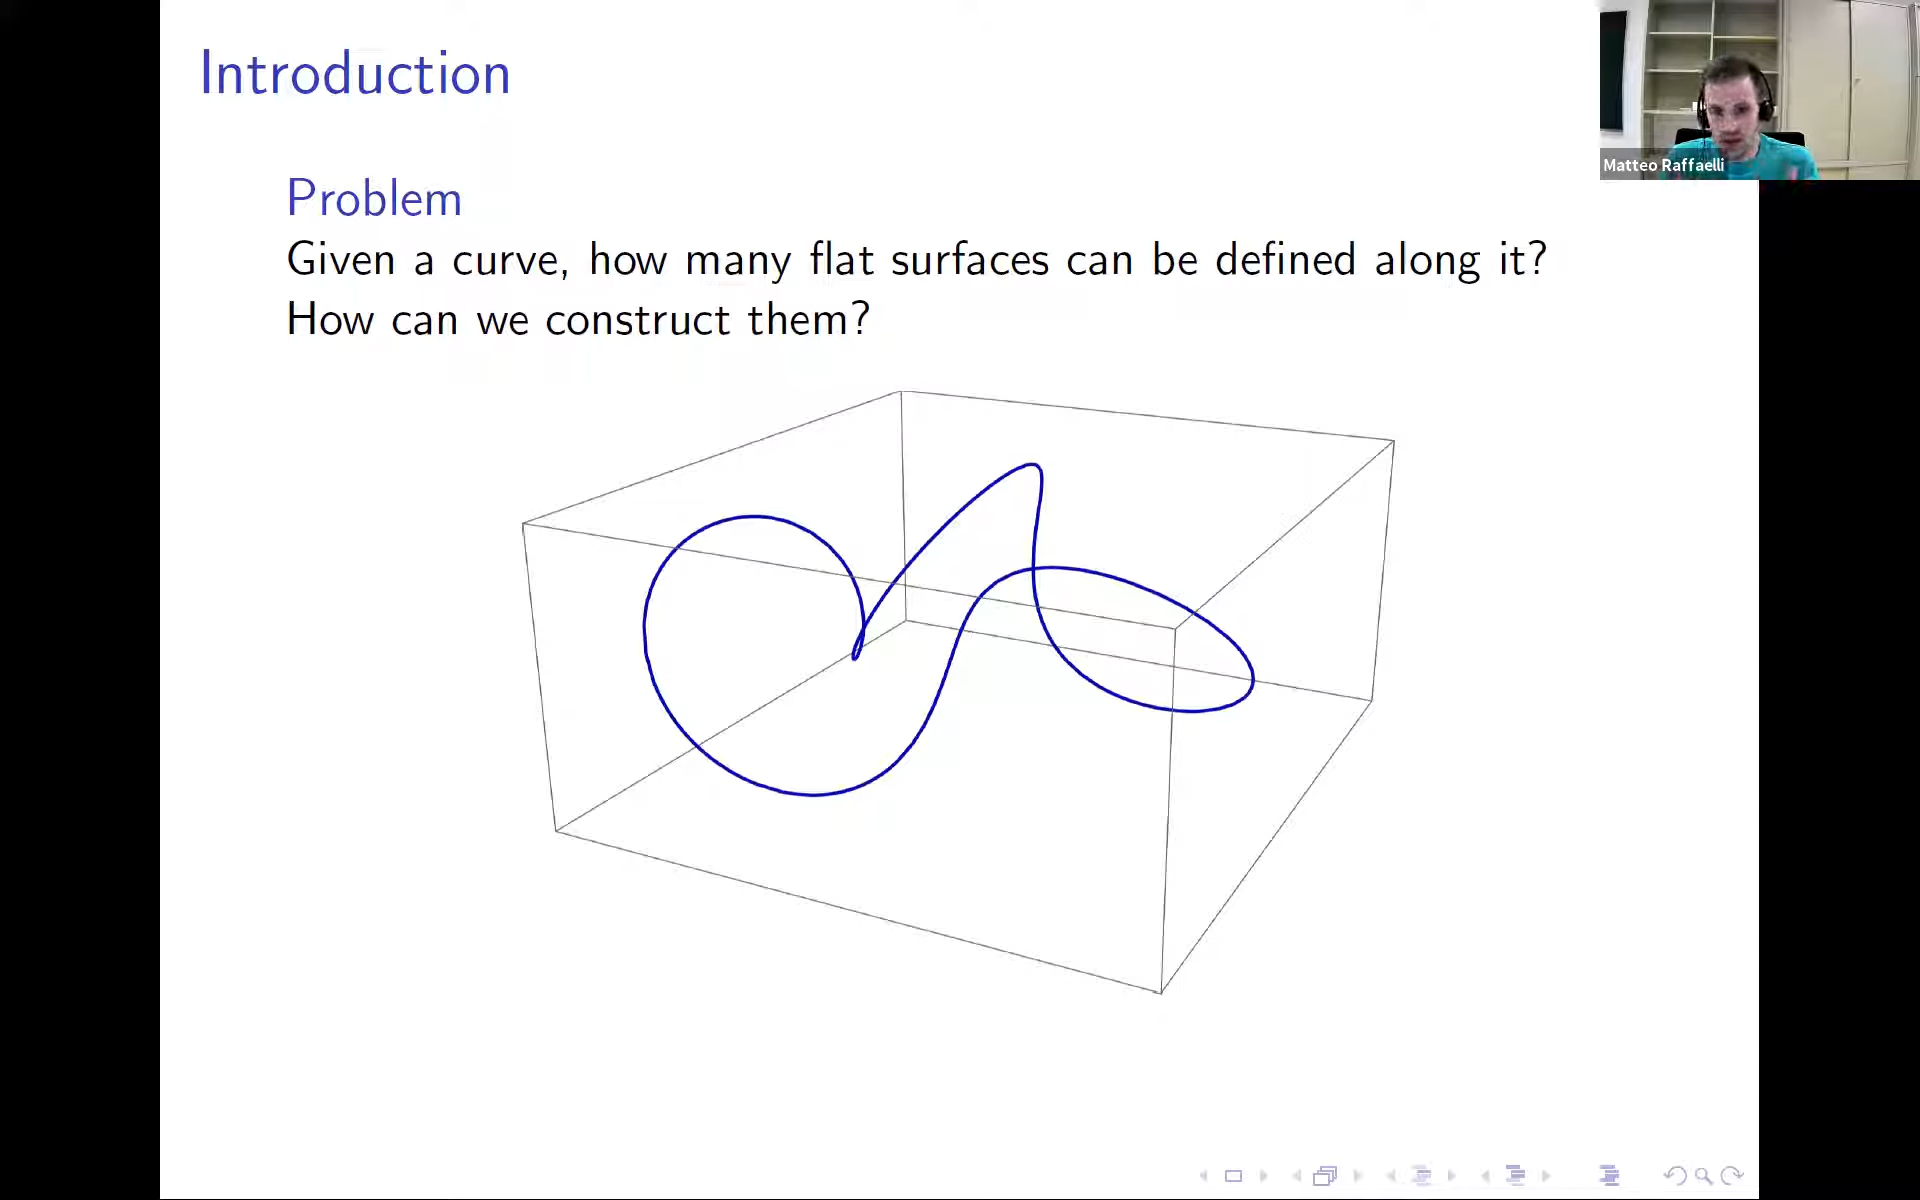 Introduction
Matteo Raffaelli
Problem
Given a curve, how many flat surfaces can be defined along it?
How can we construct them?